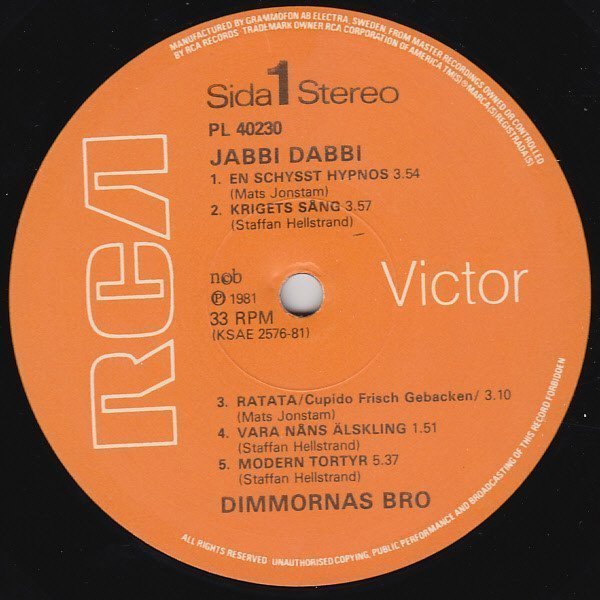 MANUFACTURED BY GRAMMOFON AB ELECTRA, SWEDEN, FROM MASTER RECORDINGS OWNED OR CONTROLLED
BY RCA RECORDS. TRADEMARK OWNER RCA CORPORATION OF AMERICA TM(S)® MARCA(S) REGISTRADA(S)
Sida 1 Stereo
PL 40230
JABBI DABBI
1. EN SCHYSST HYPNOS 3.54
(Mats Jonstam)
2. KRIGETS SÅNG 3.57
(Staffan Hellstrand)
RCA
Victor
n©b
℗ 1981
33 RPM
(KSAE 2576-81)
3. RATATA/Cupido Frisch Gebacken/ 3.10
(Mats Jonstam)
4. VARA NÅNS ÄLSKLING 1.51
(Staffan Hellstrand)
5. MODERN TORTYR 5.37
(Staffan Hellstrand)
DIMMORNAS BRO
ALL RIGHTS RESERVED UNAUTHORISED COPYING, PUBLIC PERFORMANCE AND BROADCASTING OF THIS RECORD FORBIDDEN